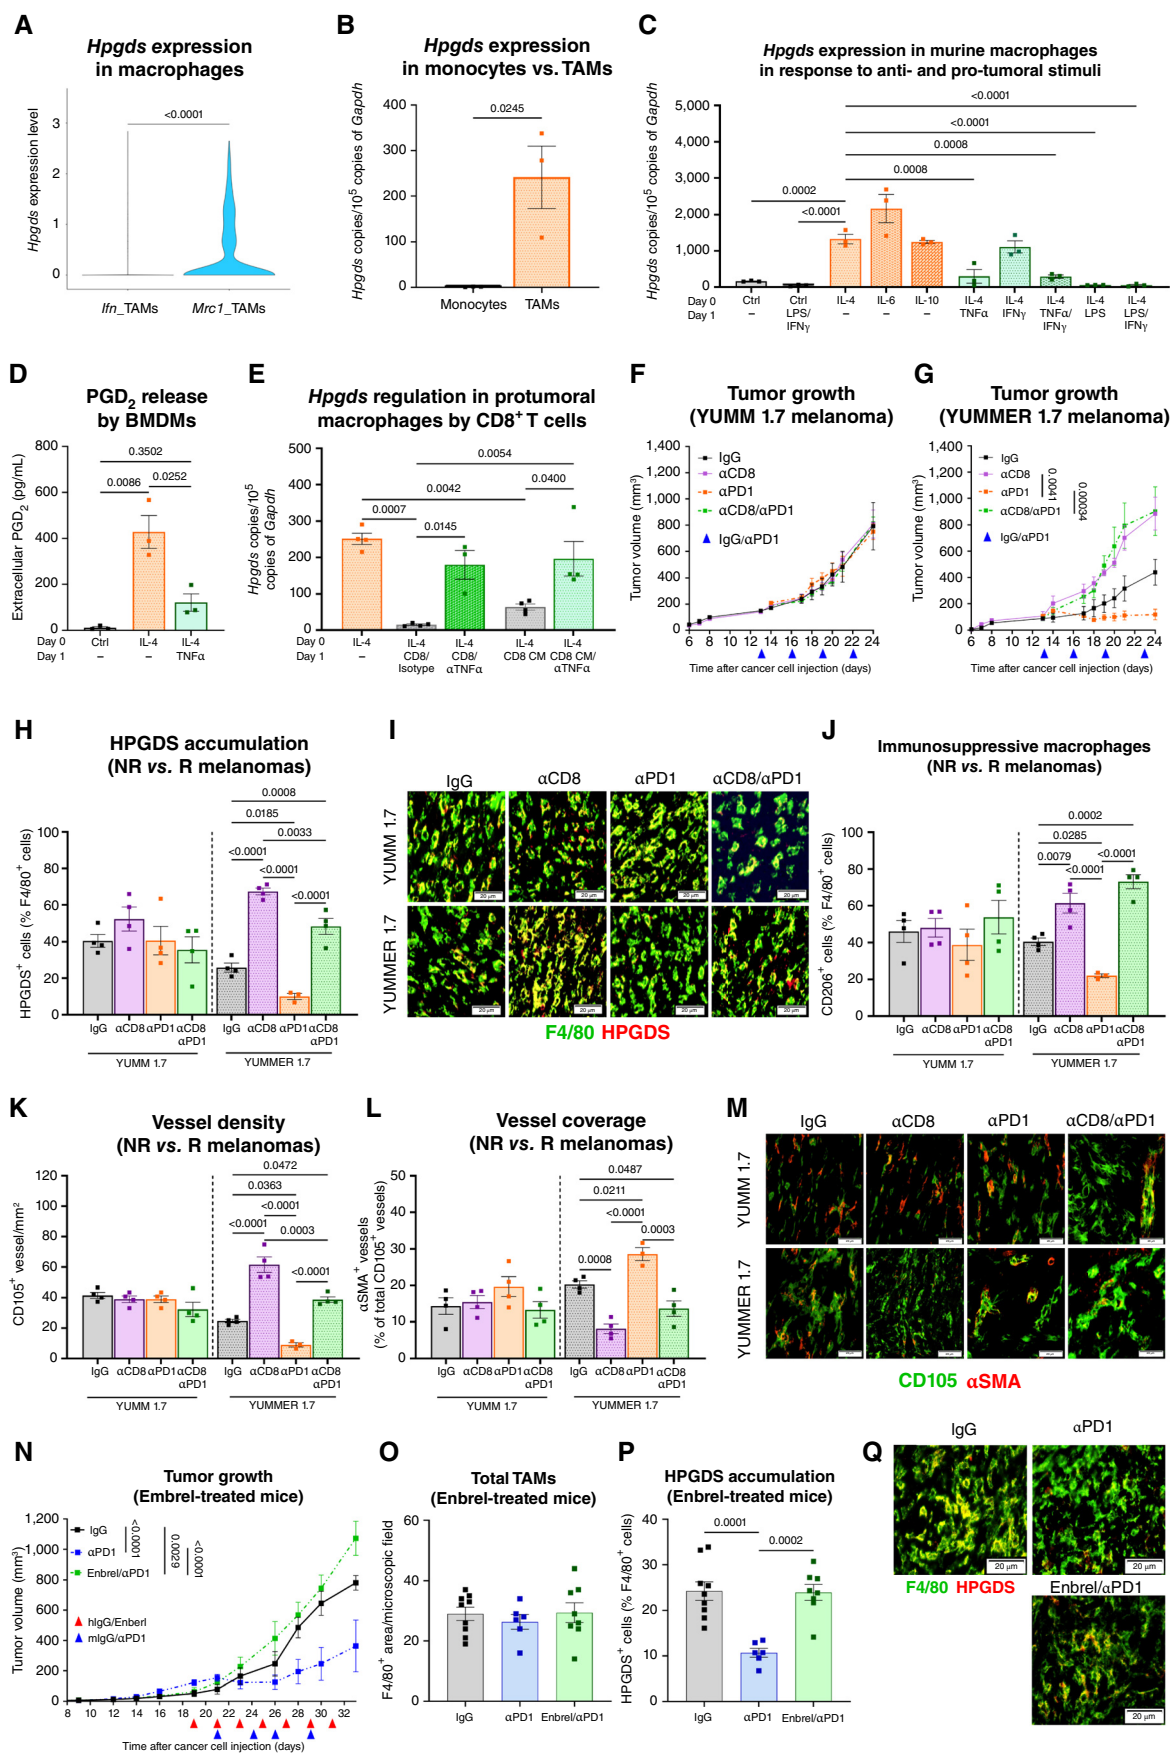 A
Hpgds expression
in macrophages
Hpgds expression level
3
2
1
0
<0.0001
Ifn_TAMs
Mrc1_TAMs
B
Hpgds expression
in monocytes vs. TAMs
Hpgds copies/10⁵ copies of Gapdh
400
300
200
100
0
0.0245
Monocytes
TAMs
C
Hpgds expression in murine macrophages
in response to anti- and pro-tumoral stimuli
Hpgds copies/10⁵ copies of Gapdh
5,000
4,000
3,000
2,000
1,000
0
<0.0001
<0.0001
0.0008
0.0008
0.0002
<0.0001
Day 0 Ctrl Ctrl IL-4 IL-6 IL-10 IL-4 IL-4 IL-4 IL-4 IL-4
Day 1 – LPS/ – – – TNFα IFNγ TNFα/ LPS LPS/
IFNγ IFNγ IFNγ
D
PGD₂ release
by BMDMs
Extracellular PGD₂ (pg/mL)
800
600
400
200
0
0.3502
0.0086
0.0252
Day 0 Ctrl IL-4 IL-4
Day 1 – – TNFα
E
Hpgds regulation in protumoral
macrophages by CD8⁺ T cells
Hpgds copies/10⁵
copies of Gapdh
500
400
300
200
100
0
0.0054
0.0042
0.0400
0.0007
0.0145
Day 0 IL-4 IL-4 IL-4 IL-4 IL-4
Day 1 – CD8/ CD8/ CD8 CM CD8 CM/
Isotype αTNFα αTNFα
F
Tumor growth
(YUMM 1.7 melanoma)
Tumor volume (mm³)
1,400
1,200
1,000
800
600
400
200
0
IgG
αCD8
αPD1
αCD8/αPD1
IgG/αPD1
6 8 10 12 14 16 18 20 22 24
Time after cancer cell injection (days)
G
Tumor growth
(YUMMER 1.7 melanoma)
Tumor volume (mm³)
1,400
1,200
1,000
800
600
400
200
0
IgG
αCD8
αPD1
αCD8/αPD1
IgG/αPD1
0.0041
0.00034
6 8 10 12 14 16 18 20 22 24
Time after cancer cell injection (days)
H
HPGDS accumulation
(NR vs. R melanomas)
HPGDS⁺ cells (% F4/80⁺ cells)
100
80
60
40
20
0
0.0008
0.0185
0.0033
<0.0001
<0.0001
<0.0001
IgG αCD8 αPD1 αCD8 IgG αCD8 αPD1 αCD8
αPD1 αPD1
YUMM 1.7 YUMMER 1.7
I
IgG αCD8 αPD1 αCD8/αPD1
YUMM 1.7
20 µm 20 µm 20 µm 20 µm
YUMMER 1.7
20 µm 20 µm 20 µm 20 µm
F4/80 HPGDS
J
Immunosuppressive macrophages
(NR vs. R melanomas)
CD206⁺ cells (% F4/80⁺ cells)
100
80
60
40
20
0
0.0002
0.0285
0.0079
<0.0001
<0.0001
IgG αCD8 αPD1 αCD8 IgG αCD8 αPD1 αCD8
αPD1 αPD1
YUMM 1.7 YUMMER 1.7
K
Vessel density
(NR vs. R melanomas)
CD105⁺ vessel/mm²
120
100
80
60
40
20
0
0.0472
0.0363
<0.0001
<0.0001
0.0003
<0.0001
IgG αCD8 αPD1 αCD8 IgG αCD8 αPD1 αCD8
αPD1 αPD1
YUMM 1.7 YUMMER 1.7
L
Vessel coverage
(NR vs. R melanomas)
αSMA⁺ vessels
(% of total CD105⁺ vessels)
50
40
30
20
10
0
0.0487
0.0211
<0.0001
0.0003
0.0008
IgG αCD8 αPD1 αCD8 IgG αCD8 αPD1 αCD8
αPD1 αPD1
YUMM 1.7 YUMMER 1.7
M
IgG αCD8 αPD1 αCD8/αPD1
YUMM 1.7
YUMMER 1.7
CD105 αSMA
N
Tumor growth
(Embrel-treated mice)
Tumor volume (mm³)
1,200
1,000
800
600
400
200
0
IgG
αPD1
Enbrel/αPD1
<0.0001
0.0029
<0.0001
hIgG/Enberl
mIgG/αPD1
8 10 12 14 16 18 20 22 24 26 28 30 32
Time after cancer cell injection (days)
O
Total TAMs
(Enbrel-treated mice)
F4/80⁺ area/microscopic field
60
40
20
0
IgG αPD1 Enbrel/αPD1
P
HPGDS accumulation
(Enbrel-treated mice)
HPGDS⁺ cells (% F4/80⁺ cells)
40
30
20
10
0
0.0001
0.0002
IgG αPD1 Enbrel/αPD1
Q
IgG αPD1
20 µm 20 µm
F4/80 HPGDS
Enbrel/αPD1
20 µm